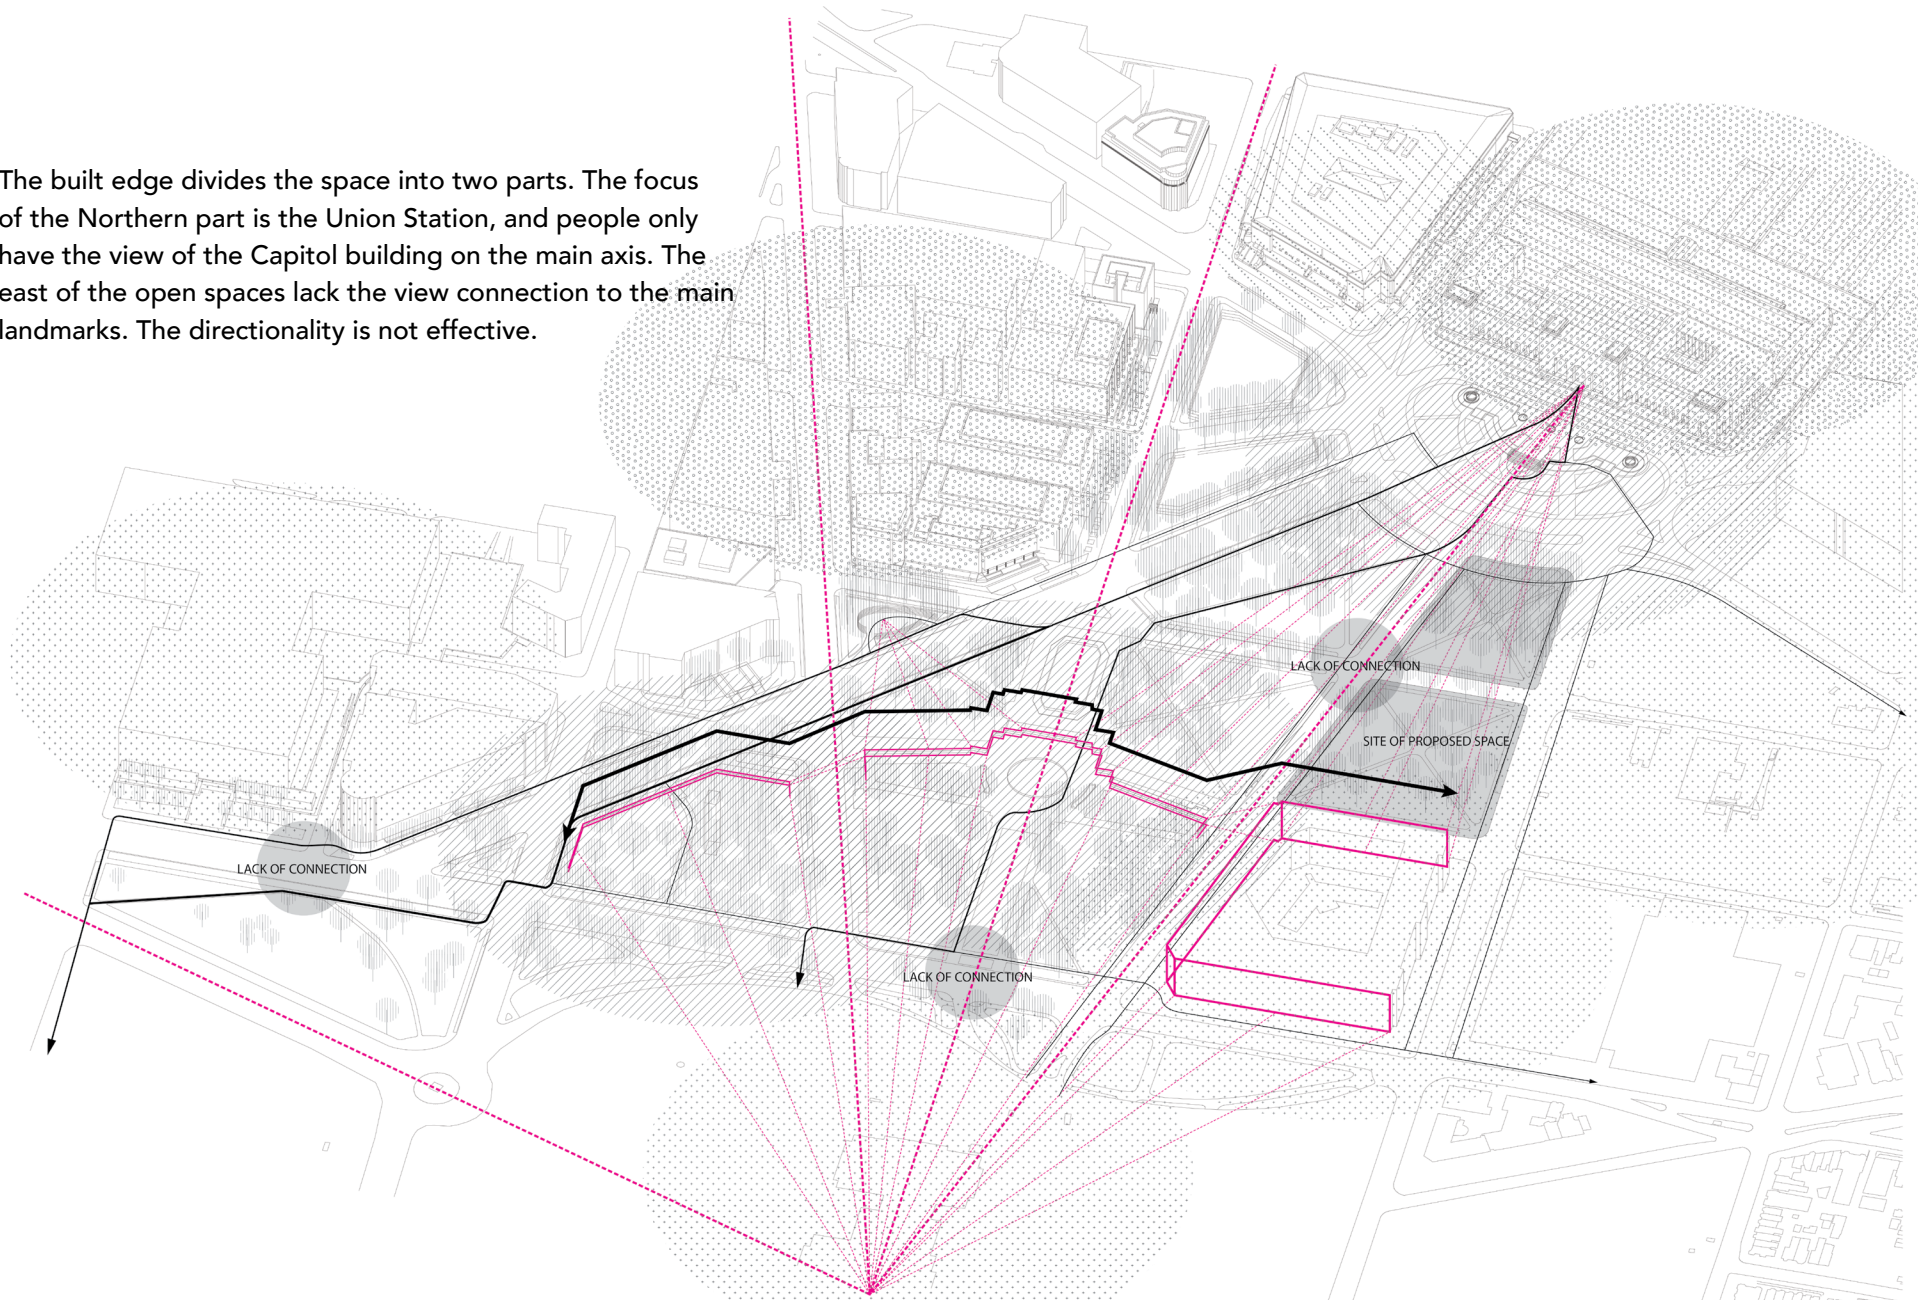 The built edge divides the space into two parts. The focus
of the Northern part is the Union Station, and people only
have the view of the Capitol building on the main axis. The
east of the open spaces lack the view connection to the main
landmarks. The directionality is not effective.
LACK OF CONNECTION
SITE OF PROPOSED SPACE
LACK OF CONNECTION
LACK OF CONNECTION